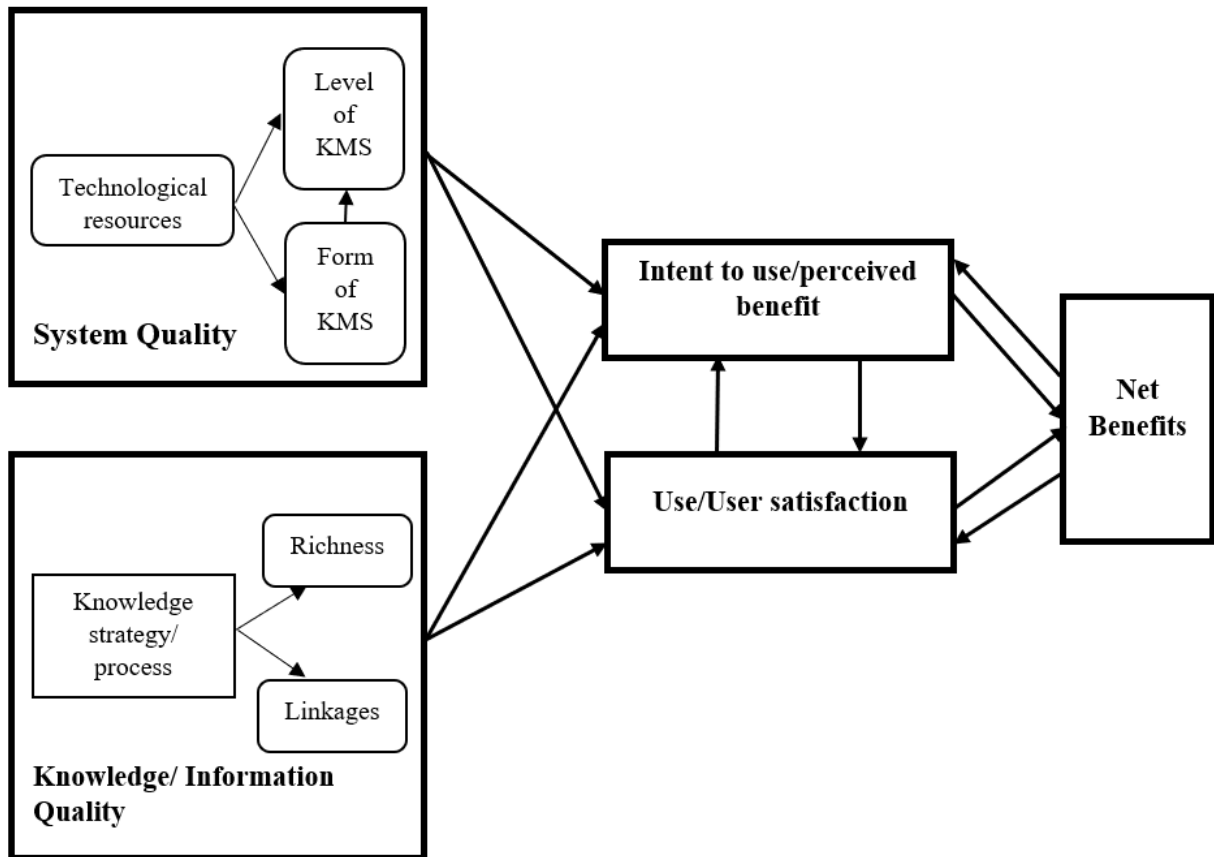 Level
of
KMS
Technological
resources
Form
of
KMS
System Quality
Richness
Knowledge
strategy/
process
Linkages
Knowledge/ Information
Quality
Intent to use/perceived
benefit
Use/User satisfaction
Net
Benefits